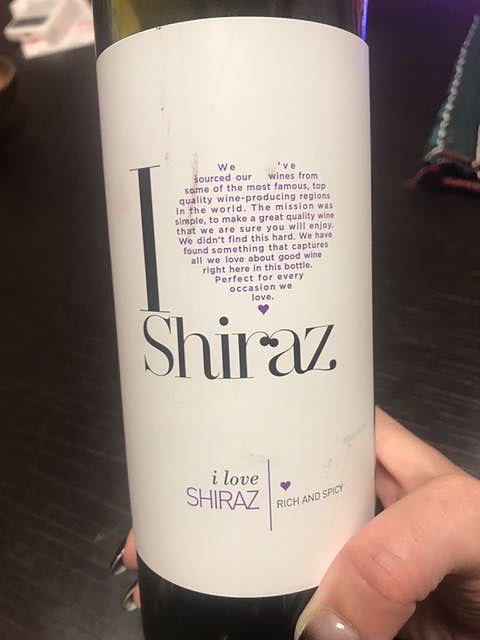 I
We 've
sourced our wines from
some of the most famous, top
quality wine-producing regions
in the world. The mission was
simple, to make a great quality wine
that we are sure you will enjoy.
We didn't find this hard. We have
found something that captures
all we love about good wine
right here in this bottle.
Perfect for every
occasion we
love.
Shiraz
i love
SHIRAZ
RICH AND SPICY